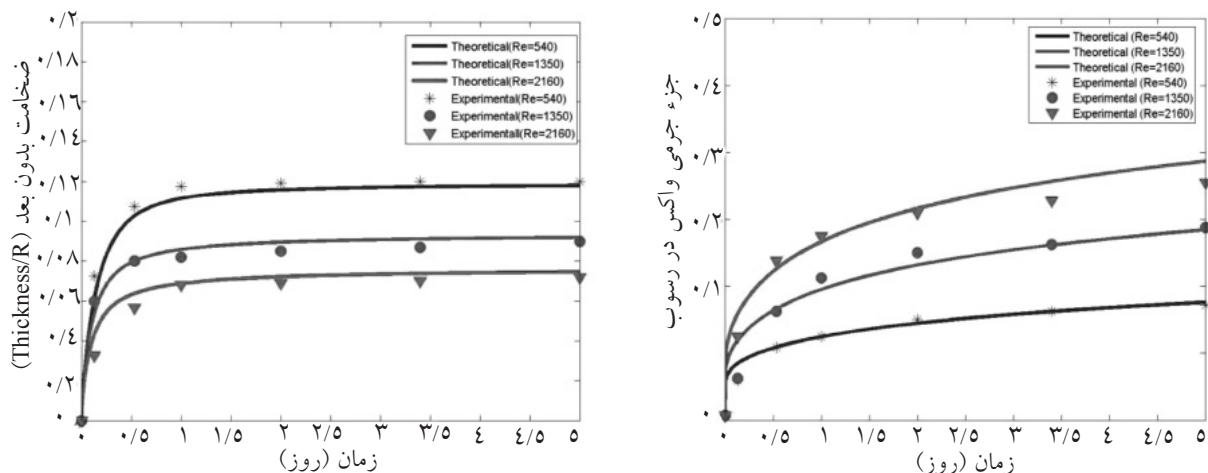 ضخامت بدون بعد (Thickness/R)
۰/۲
۰/۱۸
۰/۱۶
۰/۱۴
۰/۱۲
۰/۱
۰/۰۸
۰/۰۶
۰/۴
۰/۲
۰
Theoretical(Re=540)
Theoretical(Re=1350)
Theoretical(Re=2160)
Experimental(Re=540)
Experimental(Re=1350)
Experimentall(Re=2160)
۰ ۰/۵ ۱ ۱/۵ ۲ ۲/۵ ۳ ۳/۵ ۴ ۴/۵ ۵
زمان (روز)
جزء جرمی واکس در رسوب
۰/۵
۰/۴
۰/۳
۰/۲
۰/۱
۰
Theoretical (Re=540)
Theoretical (Re=1350)
Theoretical (Re=2160)
Experimental (Re=540)
Experimental (Re=1350)
Experimental (Re=2160)
۰ ۰/۵ ۱ ۱/۵ ۲ ۲/۵ ۳ ۳/۵ ۴ ۴/۵ ۵
زمان (روز)